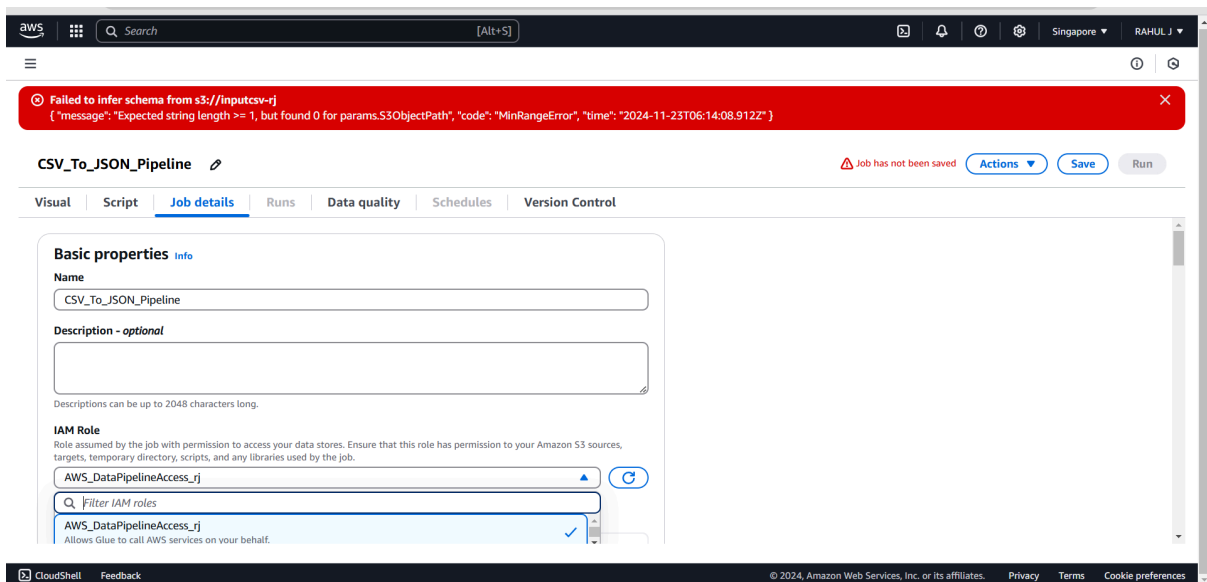 aws
Search [Alt+S]
Singapore ▼
RAHUL J ▼
Failed to infer schema from s3://inputcsv-rj
{ "message": "Expected string length >= 1, but found 0 for params.S3ObjectPath", "code": "MinRangeError", "time": "2024-11-23T06:14:08.912Z" }
CSV_To_JSON_Pipeline
Job has not been saved
Actions ▼
Save
Run
Visual
Script
Job details
Runs
Data quality
Schedules
Version Control
Basic properties Info
Name
CSV_To_JSON_Pipeline
Description - optional
Descriptions can be up to 2048 characters long.
IAM Role
Role assumed by the job with permission to access your data stores. Ensure that this role has permission to your Amazon S3 sources,
targets, temporary directory, scripts, and any libraries used by the job.
AWS_DataPipelineAccess_rj
Filter IAM roles
AWS_DataPipelineAccess_rj
Allows Glue to call AWS services on your behalf.
CloudShell Feedback © 2024, Amazon Web Services, Inc. or its affiliates. Privacy Terms Cookie preferences